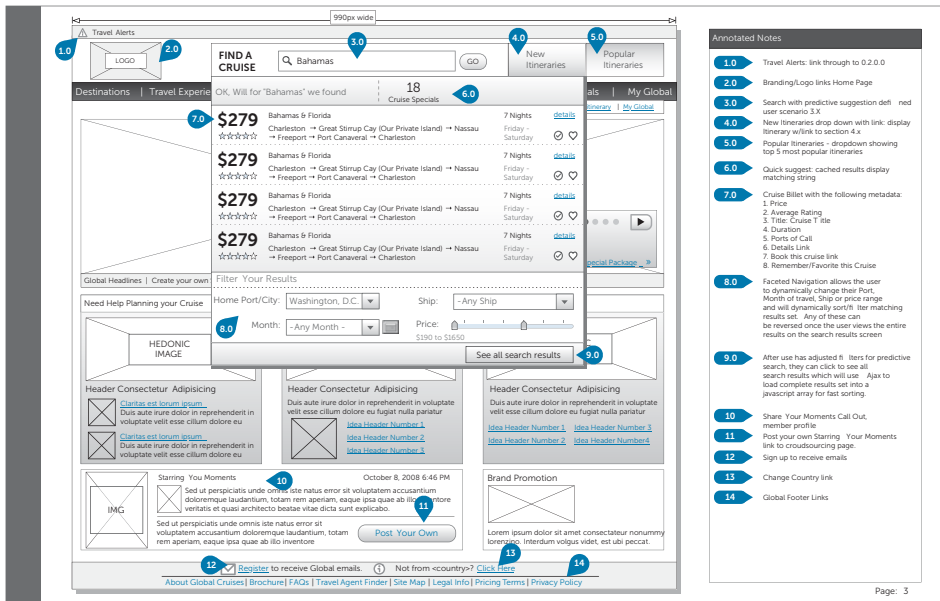 990px wide
Travel Alerts
1.0
LOGO
2.0
FIND A
CRUISE
3.0
Bahamas
GO
4.0
New
Itineraries
5.0
Popular
Itineraries
Destinations | Travel Experie
als | My Global
OK, Will for "Bahamas" we found
18
Cruise Specials
6.0
tinerary | My Global
7.0
$279
Bahamas & Florida
7 Nights
details
Charleston → Great Stirrup Cay (Our Private Island) → Nassau
→ Freeport → Port Canaveral → Charleston
Friday -
Saturday
$279
Bahamas & Florida
7 Nights
details
Charleston → Great Stirrup Cay (Our Private Island) → Nassau
→ Freeport → Port Canaveral → Charleston
Friday -
Saturday
$279
Bahamas & Florida
7 Nights
details
Charleston → Great Stirrup Cay (Our Private Island) → Nassau
→ Freeport → Port Canaveral → Charleston
Friday -
Saturday
pecial Package »
Global Headlines | Create your own
Filter Your Results
Need Help Planning your Cruise
Home Port/City:
Washington, D.C.
Ship:
-Any Ship
8.0
Month:
-Any Month -
Price:
$190 to $1650
See all search results
9.0
HEDONIC
IMAGE
C
Header Consectetur Adipisicing
Claritas est lorum ipsum
Duis aute irure dolor in reprehenderit in
voluptate velit esse cillum dolore eu
Claritas est lorum ipsum
Duis aute irure dolor in reprehenderit in
voluptate velit esse cillum dolore eu
Header Consectetur Adipisicing
Duis aute irure dolor in reprehenderit in voluptate
velit esse cillum dolore eu fugiat nulla pariatur
Idea Header Number 1
Idea Header Number 2
Idea Header Number 3
Header Consectetur Adipisicing
Duis aute irure dolor in reprehenderit in voluptate
velit esse cillum dolore eu fugiat nulla pariatur
Idea Header Number 1 Idea Header Number 3
Idea Header Number 2 Idea Header Number4
IMG
Starring You Moments
October 8, 2008 6:46 PM
10
Sed ut perspiciatis unde omnis iste natus error sit voluptatem accusantium
doloremque laudantium, totam rem aperiam, eaque ipsa quae ab illo inventore
veritatis et quasi architecto beatae vitae dicta sunt explicabo.
11
Sed ut perspiciatis unde omnis iste natus error sit
voluptatem accusantium doloremque laudantium, totam
rem aperiam, eaque ipsa quae ab illo inventore
Post Your Own
Brand Promotion
Lorem ipsum dolor sit amet consectetur nonummy
lorenzino. Interdum volgus videt, est ubi peccat.
12
Register to receive Global emails.
Not from <country>? Click Here
13
14
About Global Cruises | Brochure | FAQs | Travel Agent Finder | Site Map | Legal Info | Pricing Terms | Privacy Policy
Annotated Notes
1.0 Travel Alerts: link through to 0.2.0.0
2.0 Branding/Logo links Home Page
3.0 Search with predictive suggestion defi ned
user scenario 3.X
4.0 New Itineraries drop down with link: display
Itinerary w/link to section 4.x
5.0 Popular Itineraries - dropdown showing
top 5 most popular itineraries
6.0 Quick suggest: cached results display
matching string
7.0 Cruise Billet with the following metadata:
1. Price
2. Average Rating
3. Title: Cruise T itle
4. Duration
5. Ports of Call
6. Details Link
7. Book this cruise link
8. Remember/Favorite this Cruise
8.0 Faceted Navigation allows the user
to dynamically change their Port,
Month of travel, Ship or price range
and will dynamically sort/fi lter matching
results set. Any of these can
be reversed once the user views the entire
results on the search results screen
9.0 After use has adjusted fi lters for predictive
search, they can click to see all
search results which will use Ajax to
load complete results set into a
javascript array for fast sorting.
10 Share Your Moments Call Out,
member profile
11 Post your own Starring Your Moments
link to croudsourcing page.
12 Sign up to receive emails
13 Change Country link
14 Global Footer Links
Page: 3